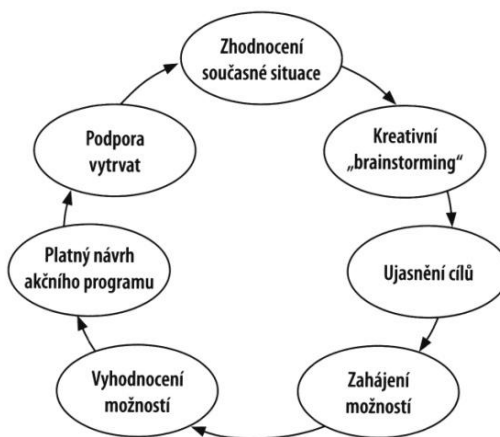 Zhodnocení
současné situace
Kreativní
„brainstorming“
Ujasnění cílů
Zahájení
možností
Vyhodnocení
možností
Platný návrh
akčního programu
Podpora
vytrvat